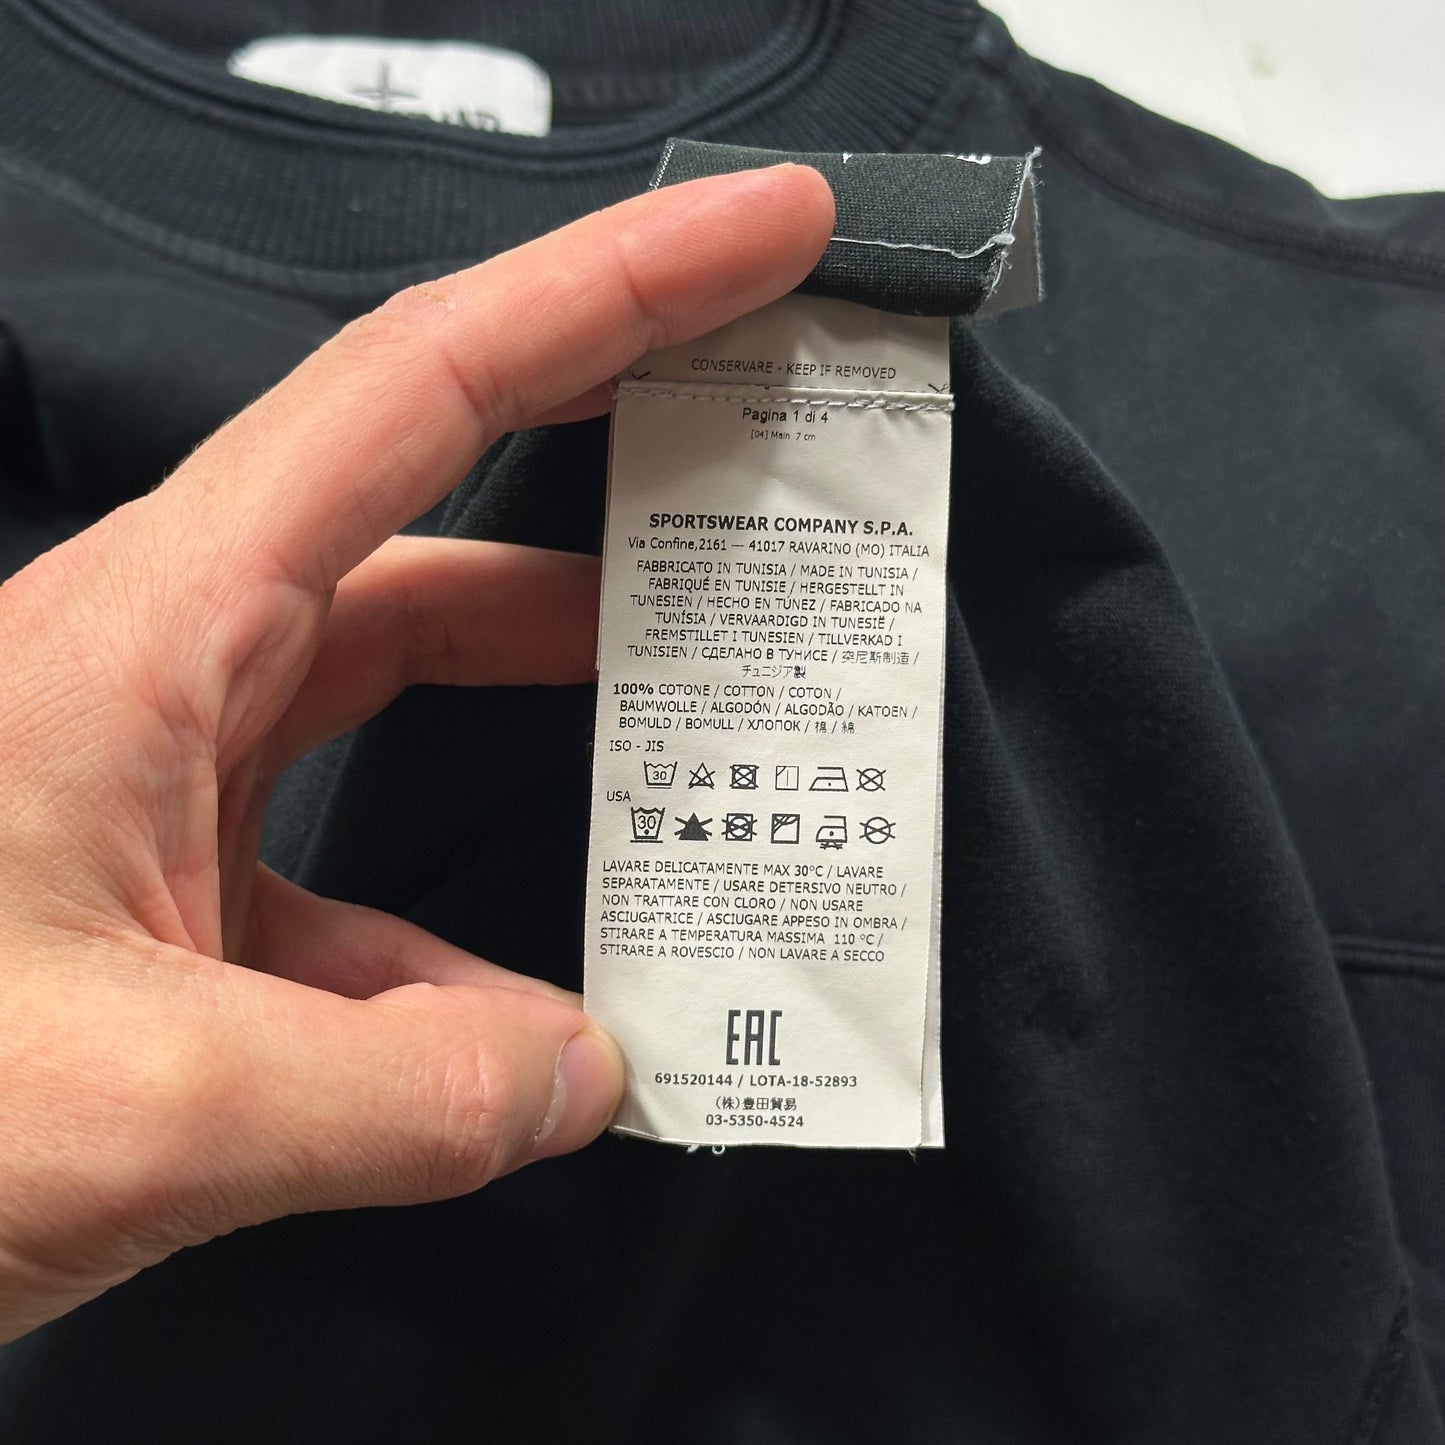 CONSERVARE - KEEP IF REMOVED
Pagina 1 di 4
[04] Main 7 cm
SPORTSWEAR COMPANY S.P.A.
Via Confine,2161 — 41017 RAVARINO (MO) ITALIA
FABBRICATO IN TUNISIA / MADE IN TUNISIA /
FABRIQUÉ EN TUNISIE / HERGESTELLT IN
TUNESIEN / HECHO EN TÚNEZ / FABRICADO NA
TUNÍSIA / VERVAARDIGD IN TUNESIË /
FREMSTILLET I TUNESIEN / TILLVERKAD I
TUNISIEN / СДЕЛАНО В ТУНИСЕ / 突尼斯制造 /
チュニジア製
100% COTONE / COTTON / COTON /
BAUMWOLLE / ALGODÓN / ALGODÃO / KATOEN /
BOMULD / BOMULL / ХЛОПОК / 棉 / 綿
ISO - JIS
30
USA
30
LAVARE DELICATAMENTE MAX 30°C / LAVARE
SEPARATAMENTE / USARE DETERSIVO NEUTRO /
NON TRATTARE CON CLORO / NON USARE
ASCIUGATRICE / ASCIUGARE APPESO IN OMBRA /
STIRARE A TEMPERATURA MASSIMA 110 °C /
STIRARE A ROVESCIO / NON LAVARE A SECCO
EAC
691520144 / LOTA-18-52893
(株)豊田貿易
03-5350-4524